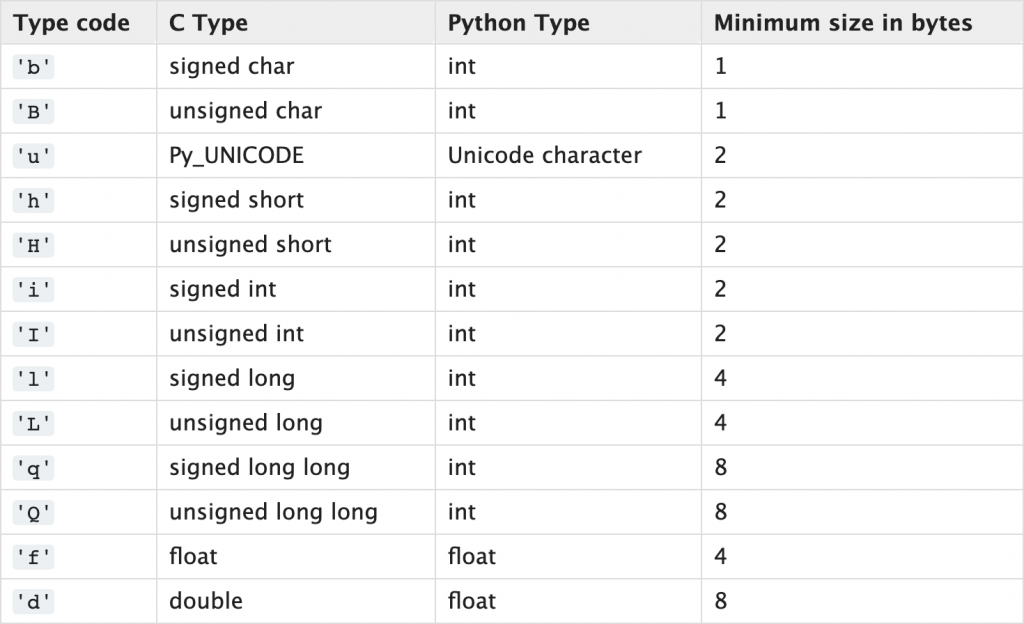 Type code C Type Python Type Minimum size in bytes
'b' signed char int 1
'B' unsigned char int 1
'u' Py_UNICODE Unicode character 2
'h' signed short int 2
'H' unsigned short int 2
'i' signed int int 2
'I' unsigned int int 2
'l' signed long int 4
'L' unsigned long int 4
'q' signed long long int 8
'Q' unsigned long long int 8
'f' float float 4
'd' double float 8